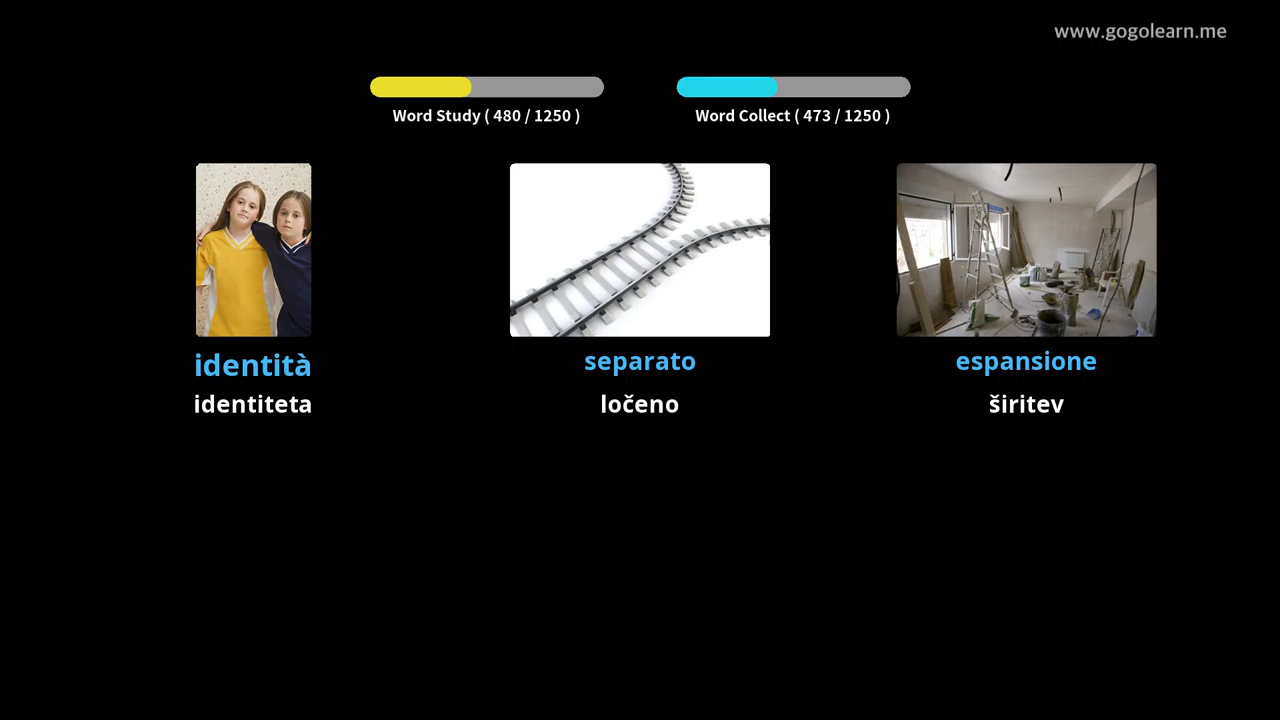 www.gogolearn.me
Word Study ( 480 / 1250 )
Word Collect ( 473 / 1250 )
identità
separato
espansione
identiteta
ločeno
širitev